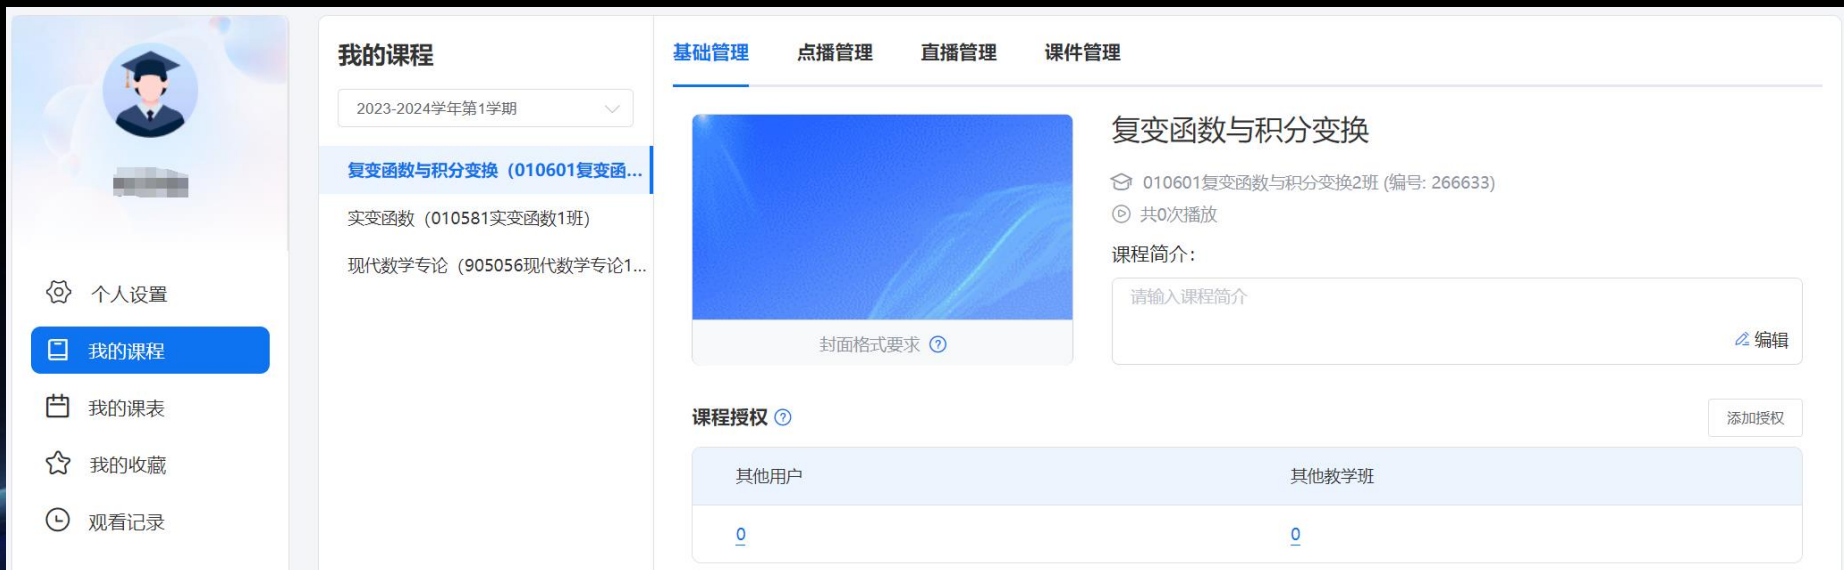 个人设置
我的课程
我的课表
我的收藏
观看记录
我的课程
2023-2024学年第1学期
复变函数与积分变换（010601复变函...
实变函数（010581实变函数1班)
现代数学专论（905056现代数学专论1...
基础管理 点播管理 直播管理 课件管理
封面格式要求
复变函数与积分变换
010601复变函数与积分变换2班 (编号: 266633)
共0次播放
课程简介：
请输入课程简介
编辑
课程授权
添加授权
其他用户 其他教学班
0 0